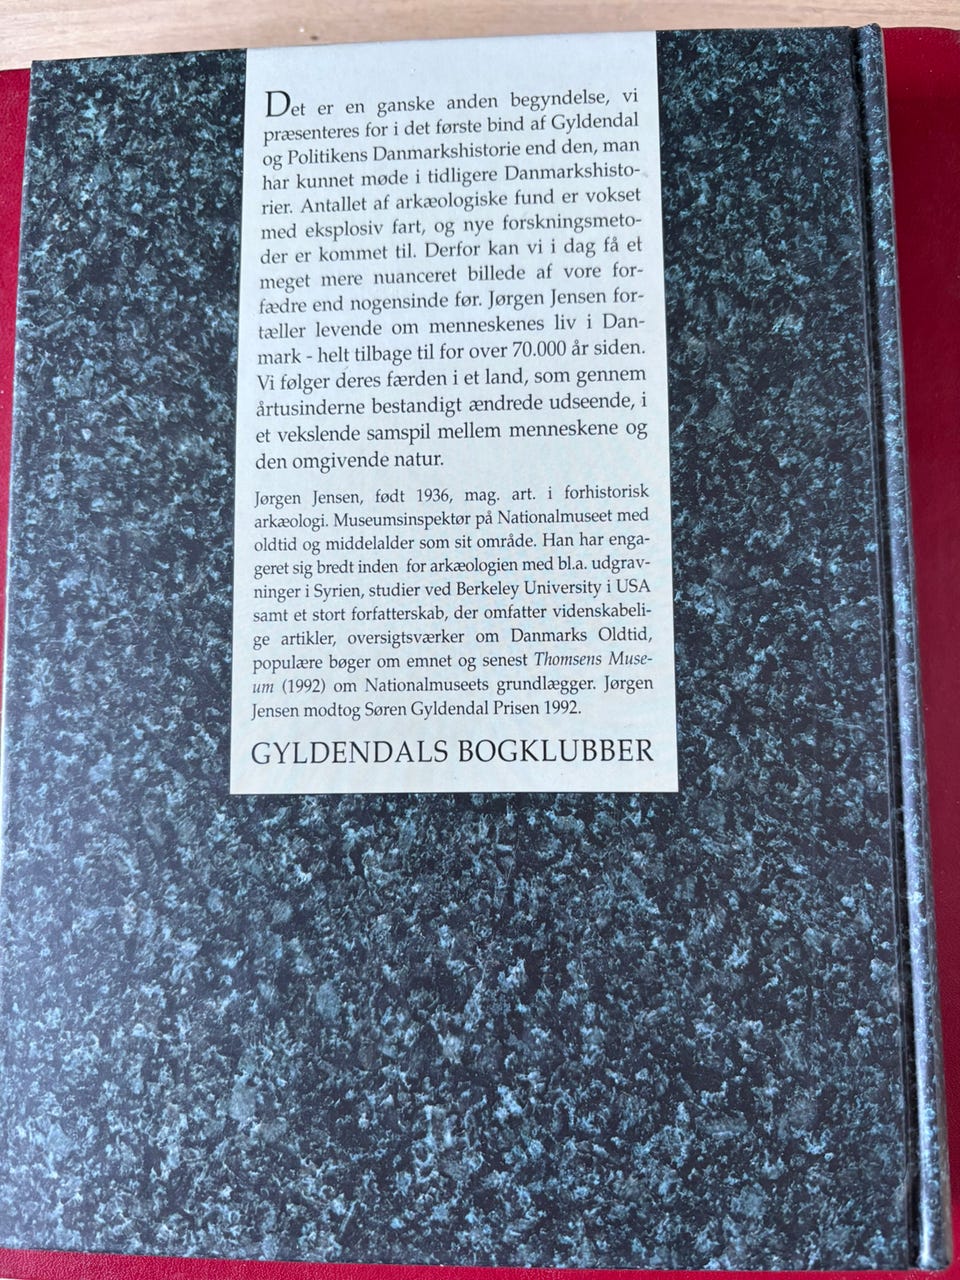 Det er en ganske anden begyndelse, vi
præsenteres for i det første bind af Gyldendal
og Politikens Danmarkshistorie end den, man
har kunnet møde i tidligere Danmarkshisto-
rier. Antallet af arkæologiske fund er vokset
med eksplosiv fart, og nye forskningsmeto-
der er kommet til. Derfor kan vi i dag få et
meget mere nuanceret billede af vore for-
fædre end nogensinde før. Jørgen Jensen for-
tæller levende om menneskenes liv i Dan-
mark - helt tilbage til for over 70.000 år siden.
Vi følger deres færden i et land, som gennem
årtusinderne bestandigt ændrede udseende, i
et vekslende samspil mellem menneskene og
den omgivende natur.
Jørgen Jensen, født 1936, mag. art. i forhistorisk
arkæologi. Museumsinspektør på Nationalmuseet med
oldtid og middelalder som sit område. Han har enga-
geret sig bredt inden for arkæologien med bl.a. udgrav-
ninger i Syrien, studier ved Berkeley University i USA
samt et stort forfatterskab, der omfatter videnskabeli-
ge artikler, oversigtsværker om Danmarks Oldtid,
populære bøger om emnet og senest Thomsens Muse-
um (1992) om Nationalmuseets grundlægger. Jørgen
Jensen modtog Søren Gyldendal Prisen 1992.
GYLDENDALS BOGKLUBBER